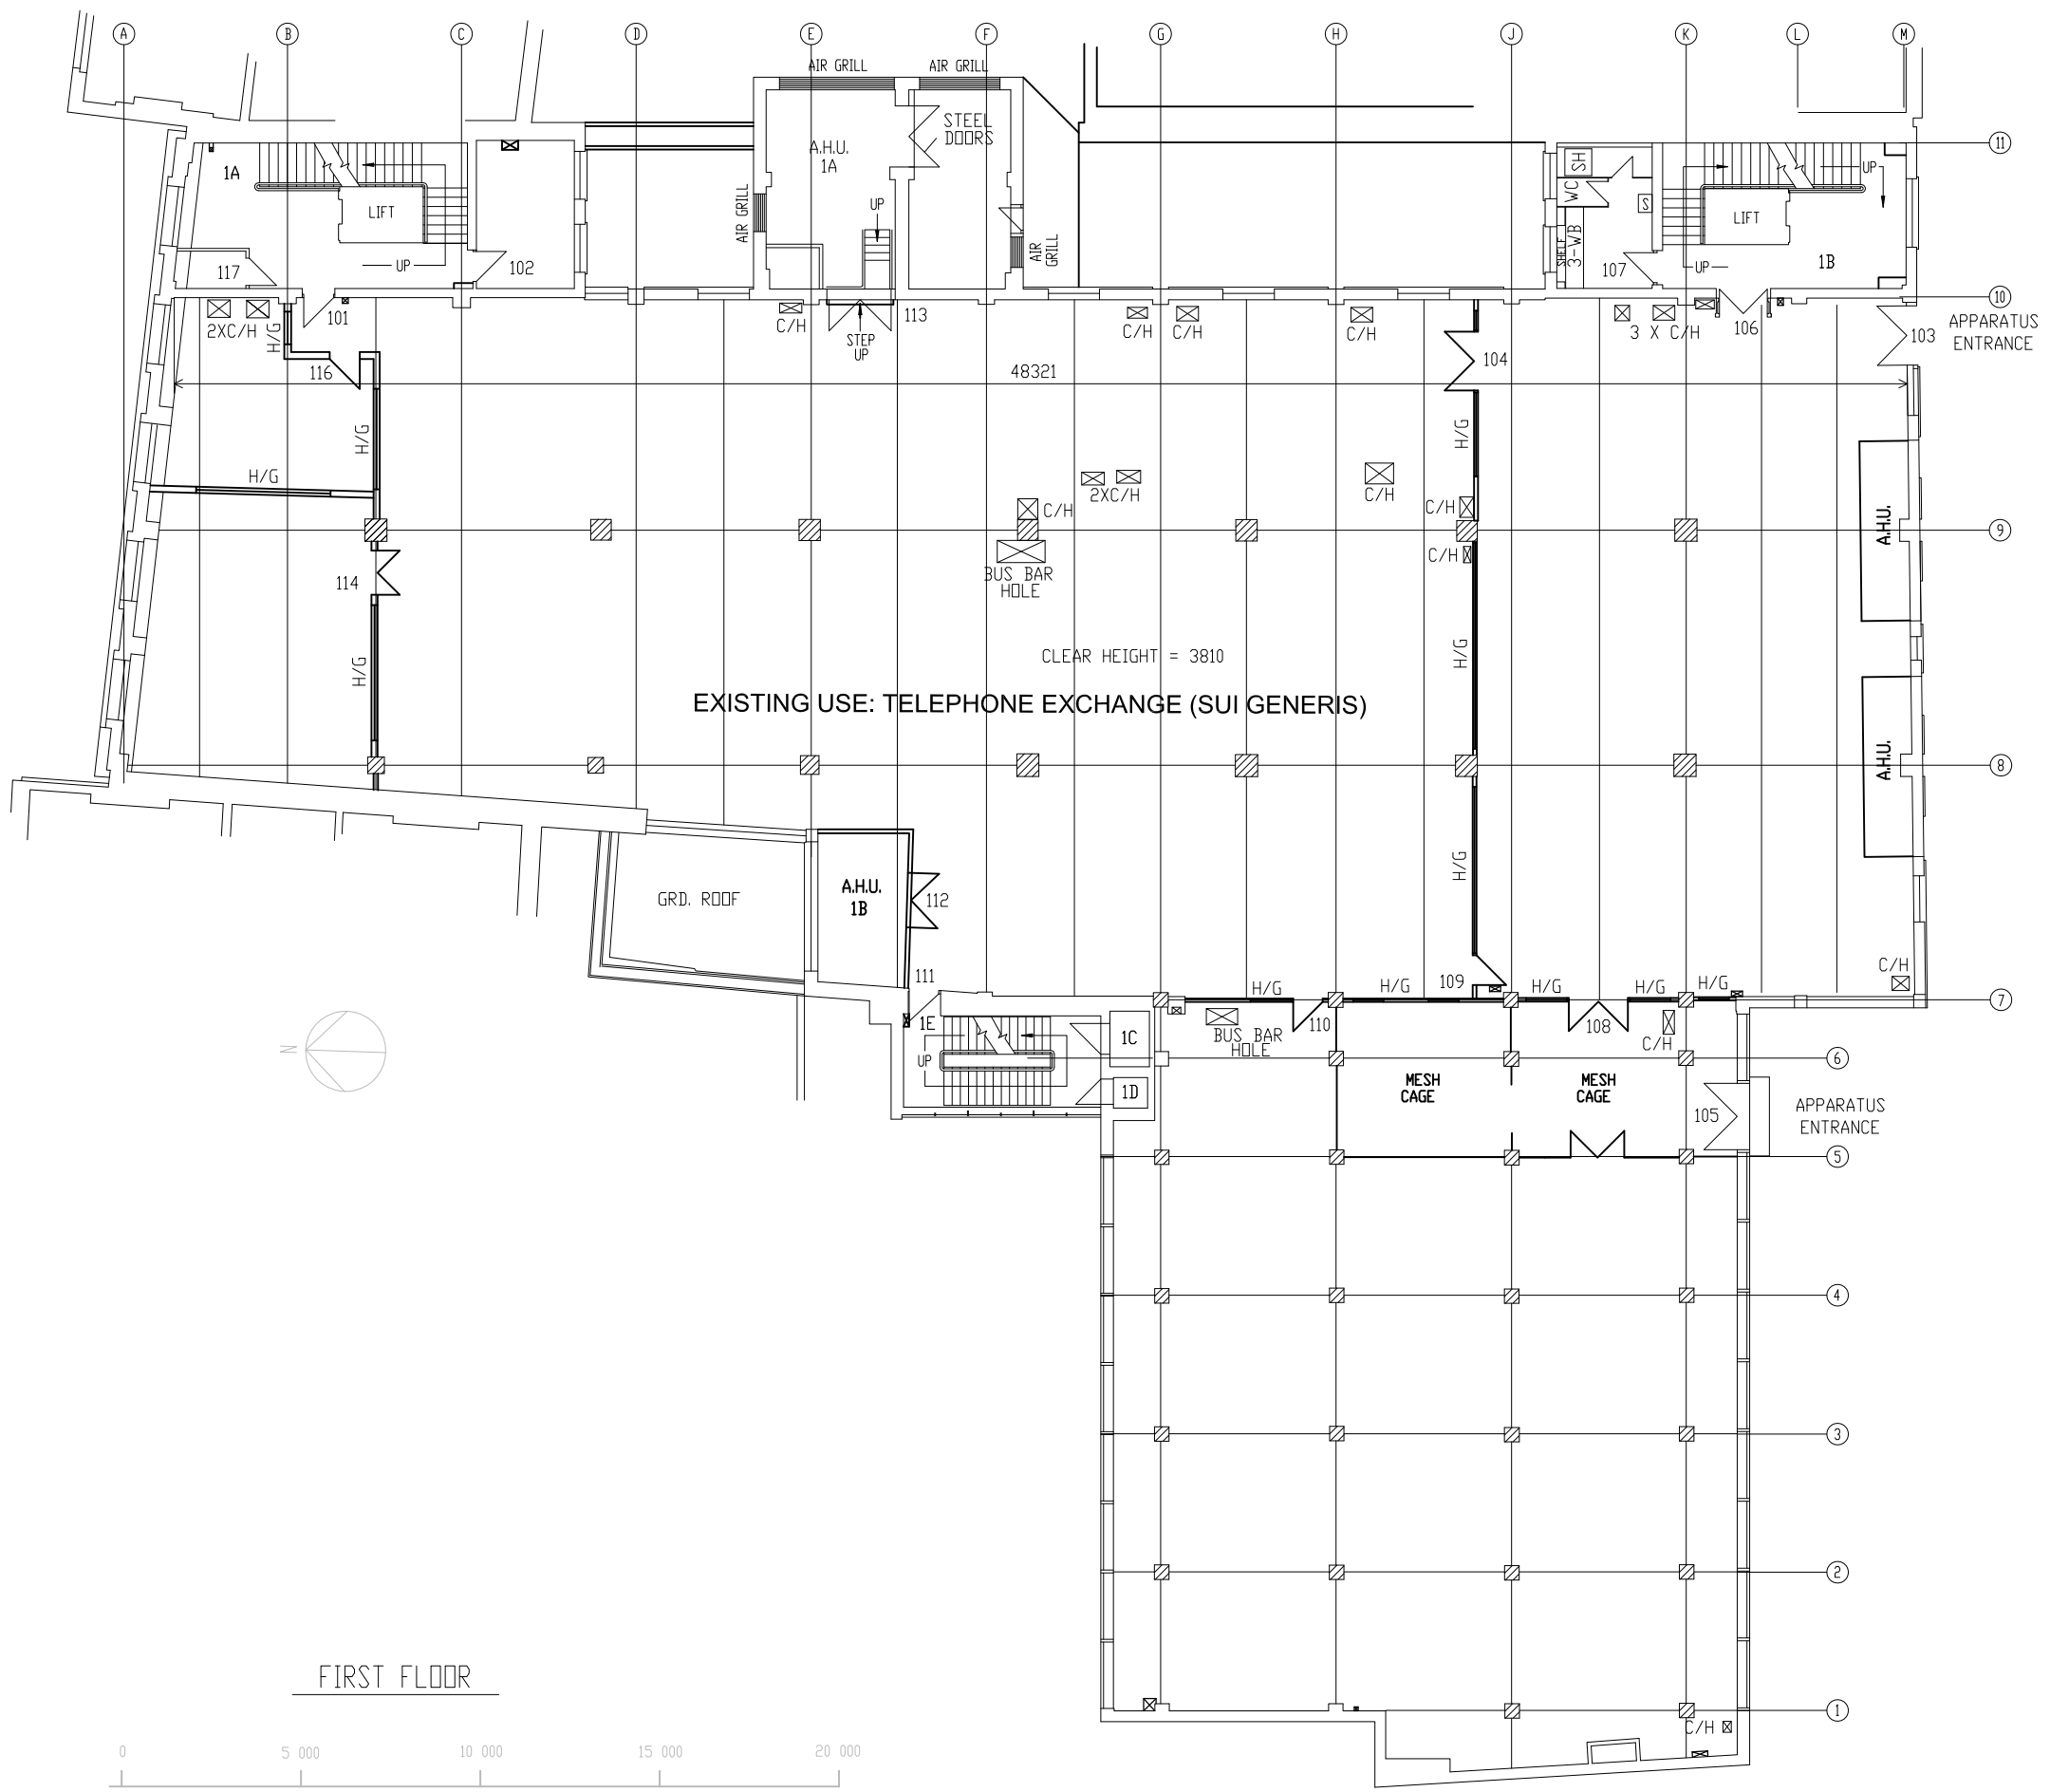 A B C D E F G H J K L M
AIR GRILL
AIR GRILL
STEEL
DOORS
A.H.U.
1A
11
1A
LIFT
UP
117
102
AIR GRILL
UP
AIR
GRILL
SH
WC
S
SHELF
3-WB
107
UP
LIFT
UP
1B
10
2XC/H
H/G
101
C/H
STEP
UP
113
C/H
C/H
C/H
3 X C/H
106
103
APPARATUS
ENTRANCE
116
48321
104
H/G
H/G
H/G
2XC/H
C/H
C/H
C/H
A.H.U.
9
C/H
BUS BAR
HOLE
114
H/G
CLEAR HEIGHT = 3810
H/G
EXISTING USE: TELEPHONE EXCHANGE (SUI GENERIS)
A.H.U.
8
GRD. ROOF
A.H.U.
1B
112
H/G
111
109
H/G
H/G
H/G
H/G
H/G
C/H
7
1E
UP
1C
1D
BUS BAR
HOLE
110
108
C/H
6
N
MESH
CAGE
MESH
CAGE
105
APPARATUS
ENTRANCE
5
4
3
2
1
C/H
FIRST FLOOR
0 5 000 10 000 15 000 20 000